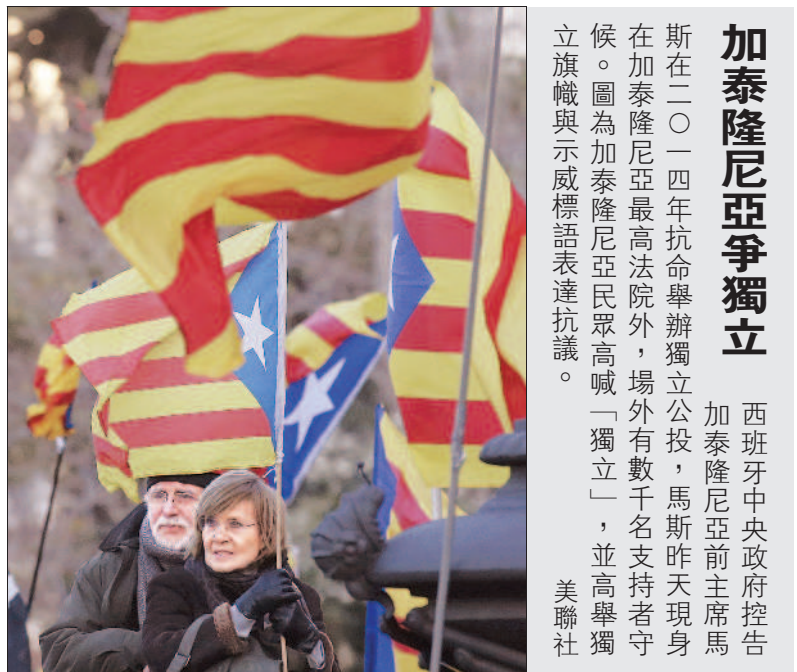 加泰隆尼亞爭獨立
西班牙中央政府控告
加泰隆尼亞前主席馬
斯在二○一四年抗命舉辦獨立公投，馬斯昨天現身
在加泰隆尼亞最高法院外，場外有數千名支持者守
候。圖為加泰隆尼亞民眾高喊「獨立」，並高舉獨
立旗幟與示威標語表達抗議。
美聯社